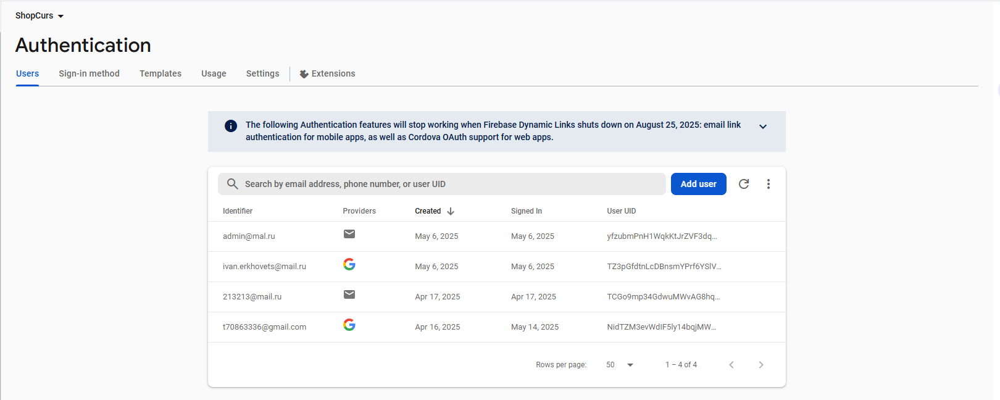 ShopCurs
Authentication
Users Sign-in method Templates Usage Settings Extensions
The following Authentication features will stop working when Firebase Dynamic Links shuts down on August 25, 2025: email link
authentication for mobile apps, as well as Cordova OAuth support for web apps.
Search by email address, phone number, or user UID Add user
Identifier Providers Created Signed In User UID
admin@mal.ru May 6, 2025 May 6, 2025 yfzubmPnH1WqkKtJrZVF3dq...
ivan.erkhovets@mail.ru May 6, 2025 May 6, 2025 TZ3pGfdtnLcDBnsmYPrf6YSlV...
213213@mail.ru Apr 17, 2025 Apr 17, 2025 TCGo9mp34GdwuMWvAG8hq...
t70863336@gmail.com Apr 16, 2025 May 14, 2025 NidTZM3evWdIF5ly14bqjMW...
Rows per page: 50 1 – 4 of 4